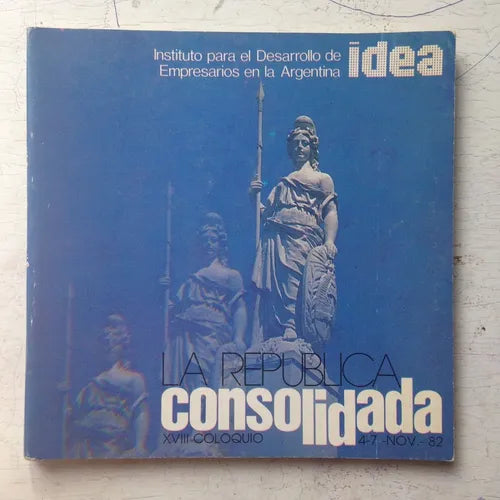 Instituto para el Desarrollo de
Empresarios en la Argentina
idea
LA REPUBLICA
consolidada
XVIII COLOQUIO
4-7.-NOV.-82